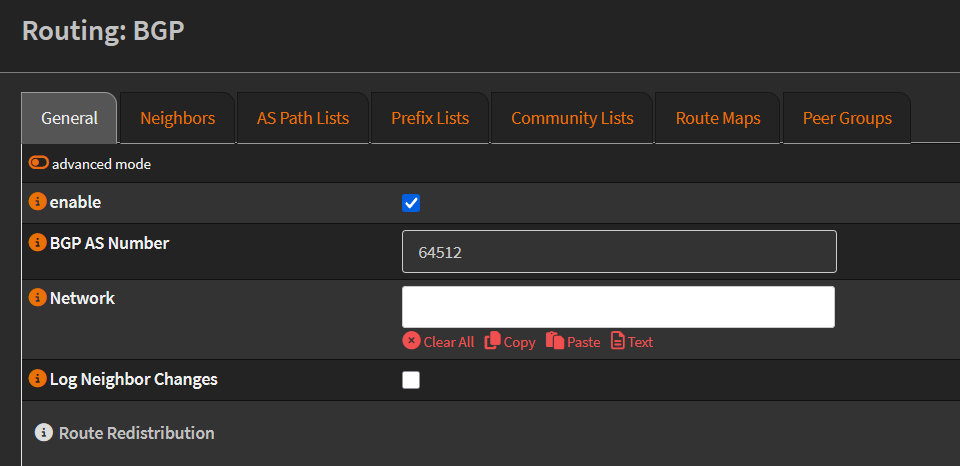 Routing: BGP
General Neighbors AS Path Lists Prefix Lists Community Lists Route Maps Peer Groups
advanced mode
enable
BGP AS Number 64512
Network
Clear All Copy Paste Text
Log Neighbor Changes
Route Redistribution